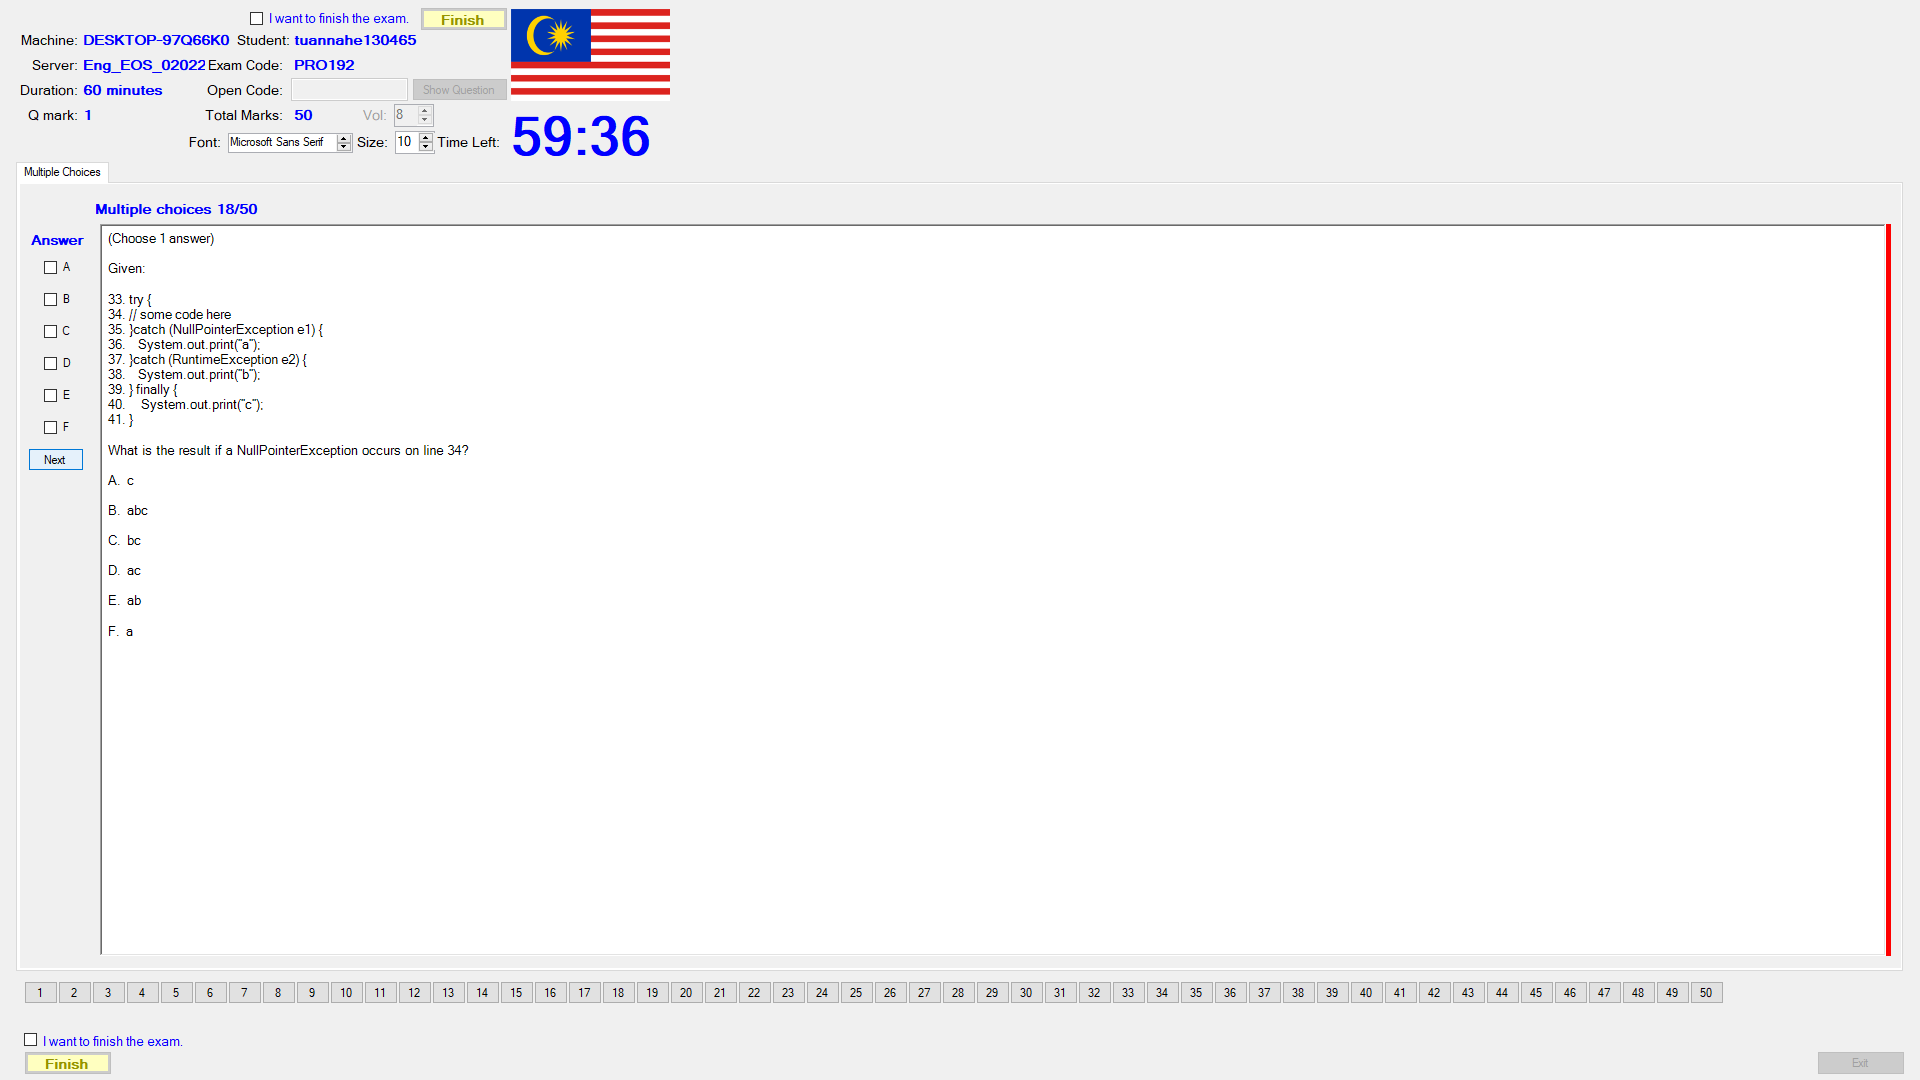 I want to finish the exam. Finish
Machine: DESKTOP-97Q66K0 Student: tuannahe130465
Server: Eng_EOS_02022 Exam Code: PRO192
Duration: 60 minutes Open Code: Show Question
Q mark: 1 Total Marks: 50 Vol: 8
Font: Microsoft Sans Serif Size: 10 Time Left: 59:36
Multiple Choices
Multiple choices 18/50
Answer
A
B
C
D
E
F
Next
(Choose 1 answer)
Given:
33. try {
34. // some code here
35. }catch (NullPointerException e1) {
36. System.out.print("a");
37. }catch (RuntimeException e2) {
38. System.out.print("b");
39. } finally {
40. System.out.print("c");
41. }
What is the result if a NullPointerException occurs on line 34?
A. c
B. abc
C. bc
D. ac
E. ab
F. a
1 2 3 4 5 6 7 8 9 10 11 12 13 14 15 16 17 18 19 20 21 22 23 24 25 26 27 28 29 30 31 32 33 34 35 36 37 38 39 40 41 42 43 44 45 46 47 48 49 50
I want to finish the exam.
Finish
Exit